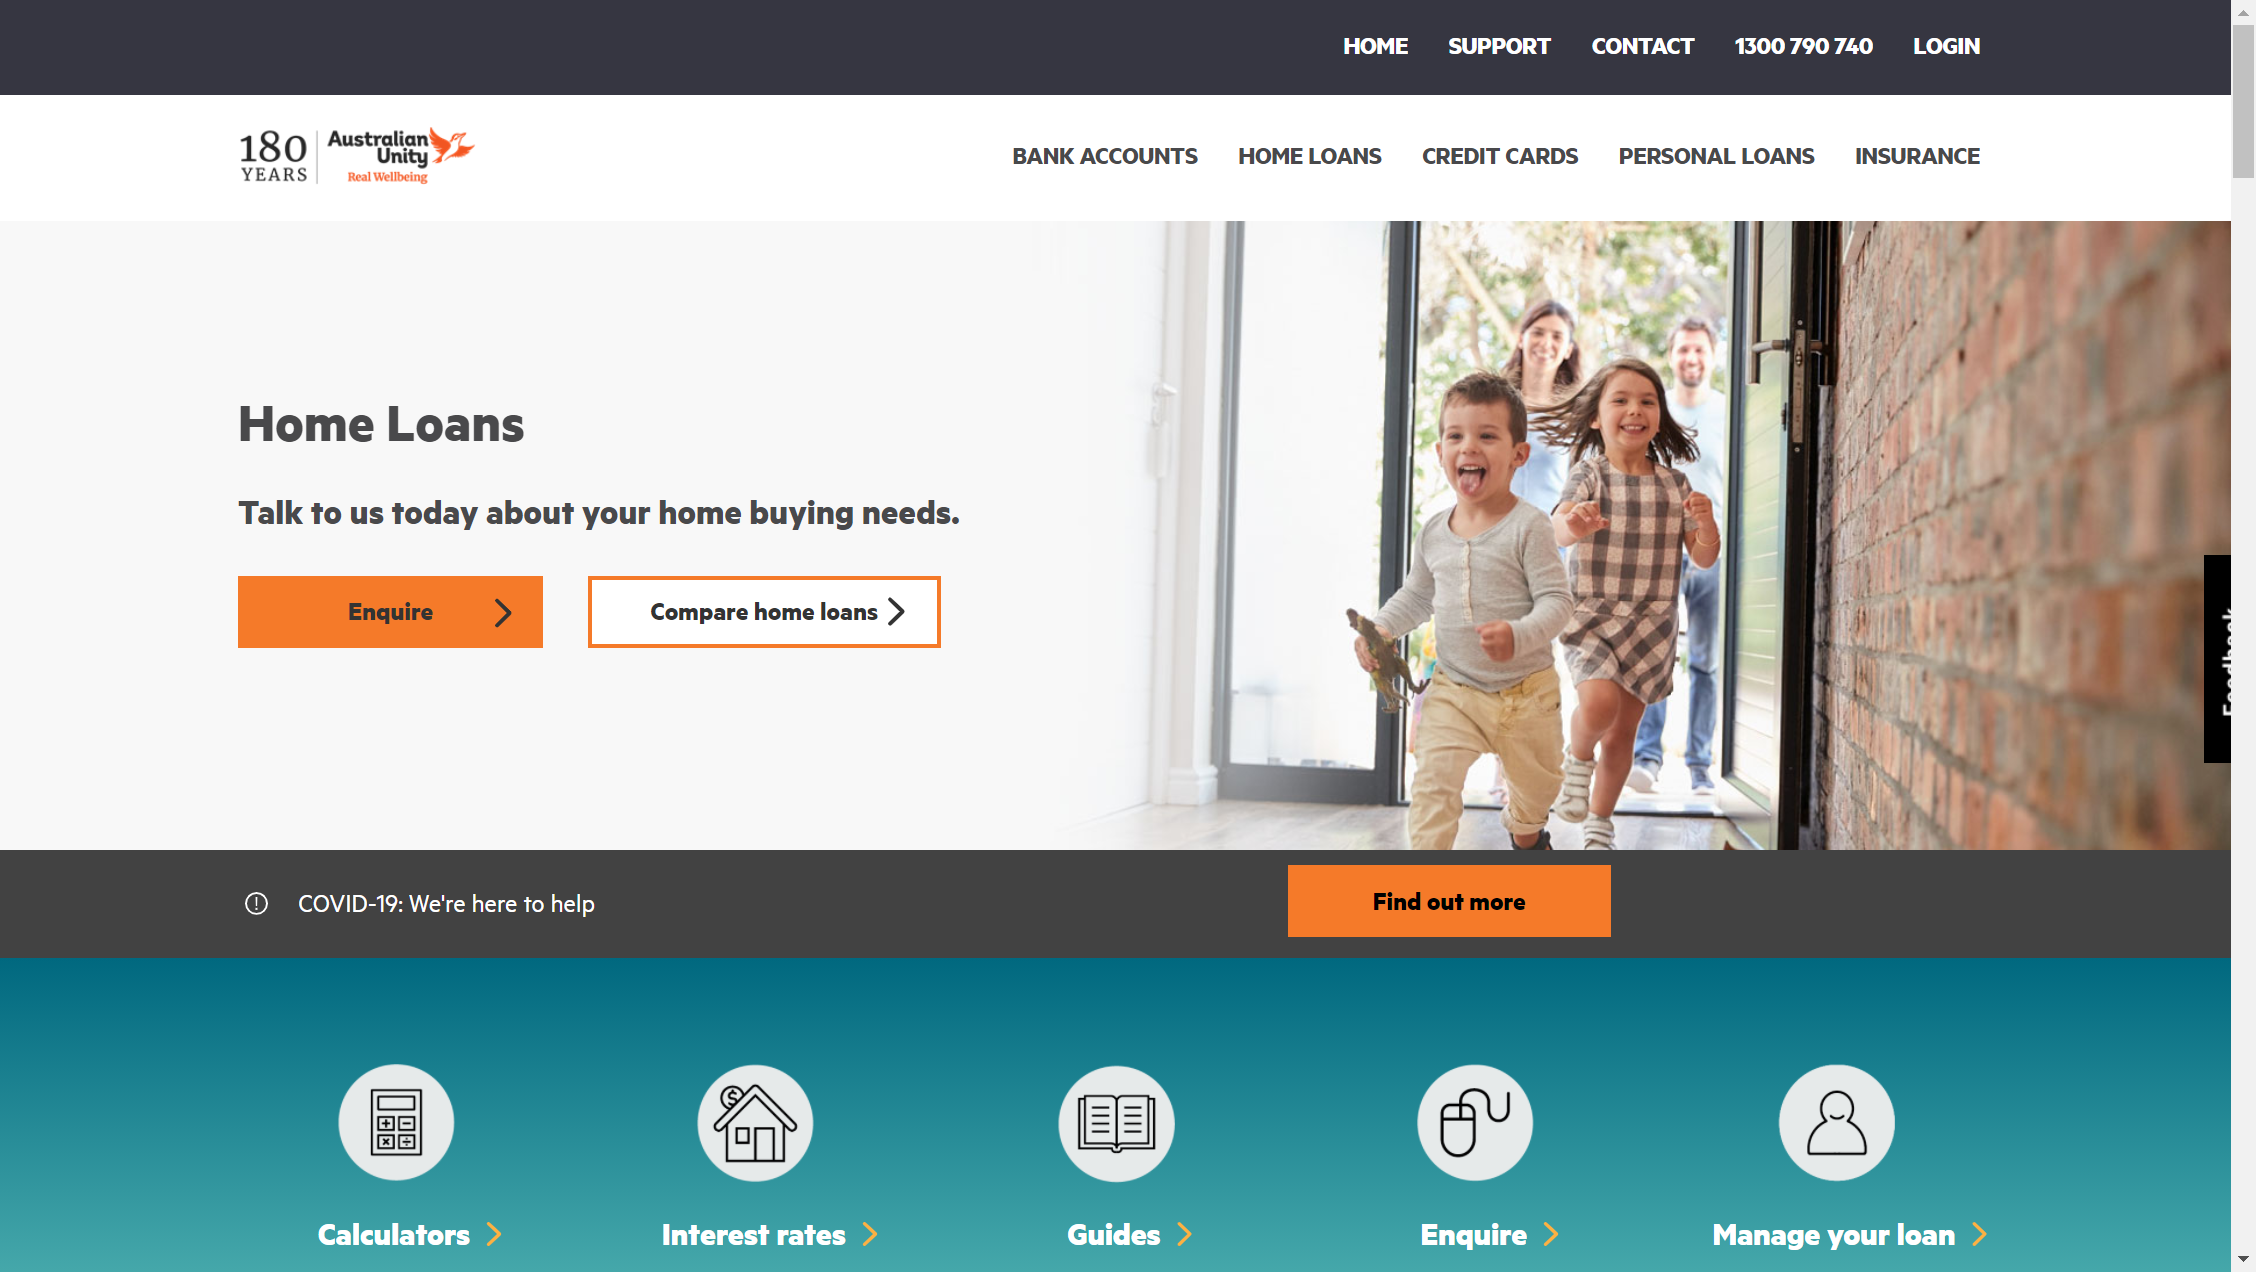 HOME SUPPORT CONTACT 1300 790 740 LOGIN
180 YEARS Australian Unity Real Wellbeing
BANK ACCOUNTS HOME LOANS CREDIT CARDS PERSONAL LOANS INSURANCE
Home Loans
Talk to us today about your home buying needs.
Enquire Compare home loans
Feedback
COVID-19: We're here to help Find out more
Calculators Interest rates Guides Enquire Manage your loan